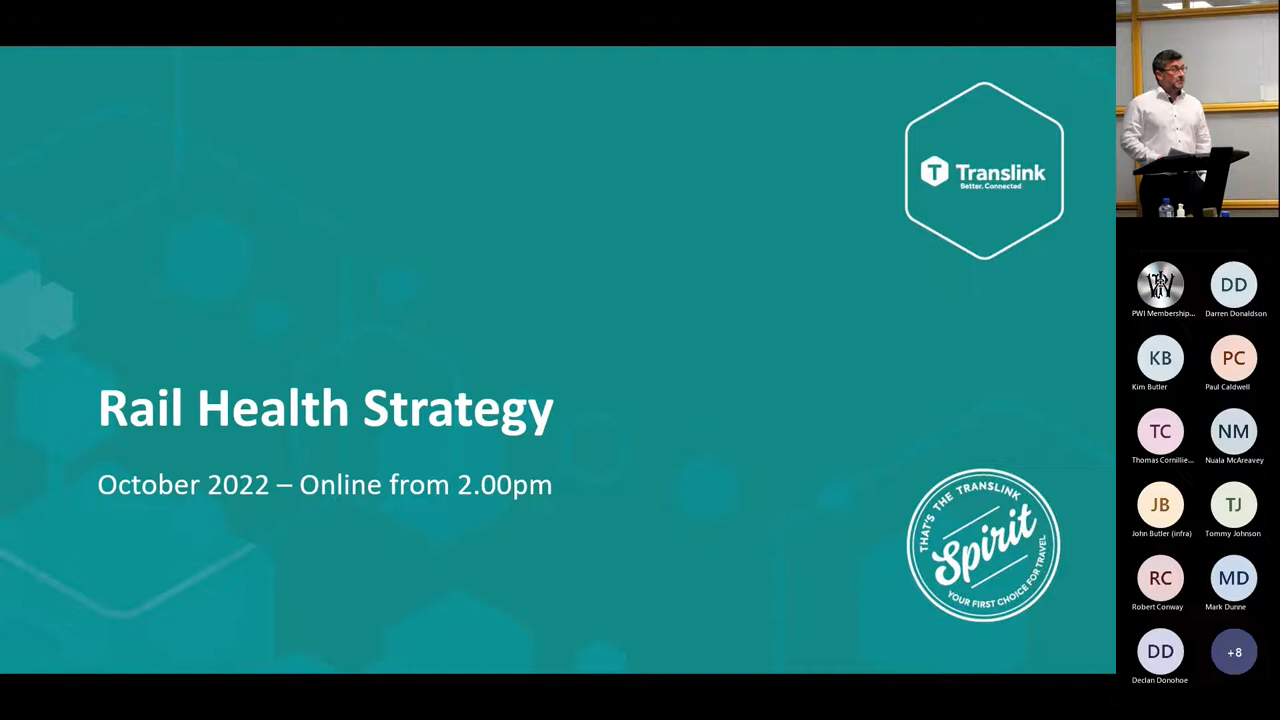 T Translink
Better. Connected
Rail Health Strategy
October 2022 – Online from 2.00pm
THAT'S THE TRANSLINK
Spirit
YOUR FIRST CHOICE FOR TRAVEL
PWI Membership...
DD
Darren Donaldson
KB
Kim Butler
PC
Paul Caldwell
TC
Thomas Cornillie...
NM
Nuala McAreavey
JB
John Butler (infra)
TJ
Tommy Johnson
RC
Robert Conway
MD
Mark Dunne
DD
Declan Donohoe
+8